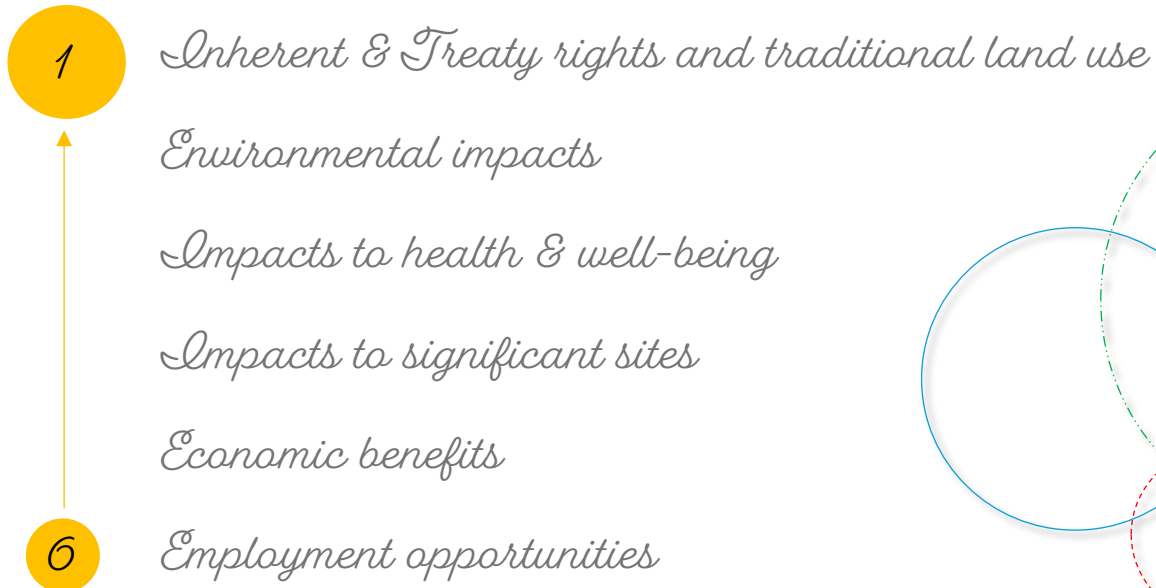 1 Inherent & Treaty rights and traditional land use
Environmental impacts
Impacts to health & well-being
Impacts to significant sites
Economic benefits
6 Employment opportunities